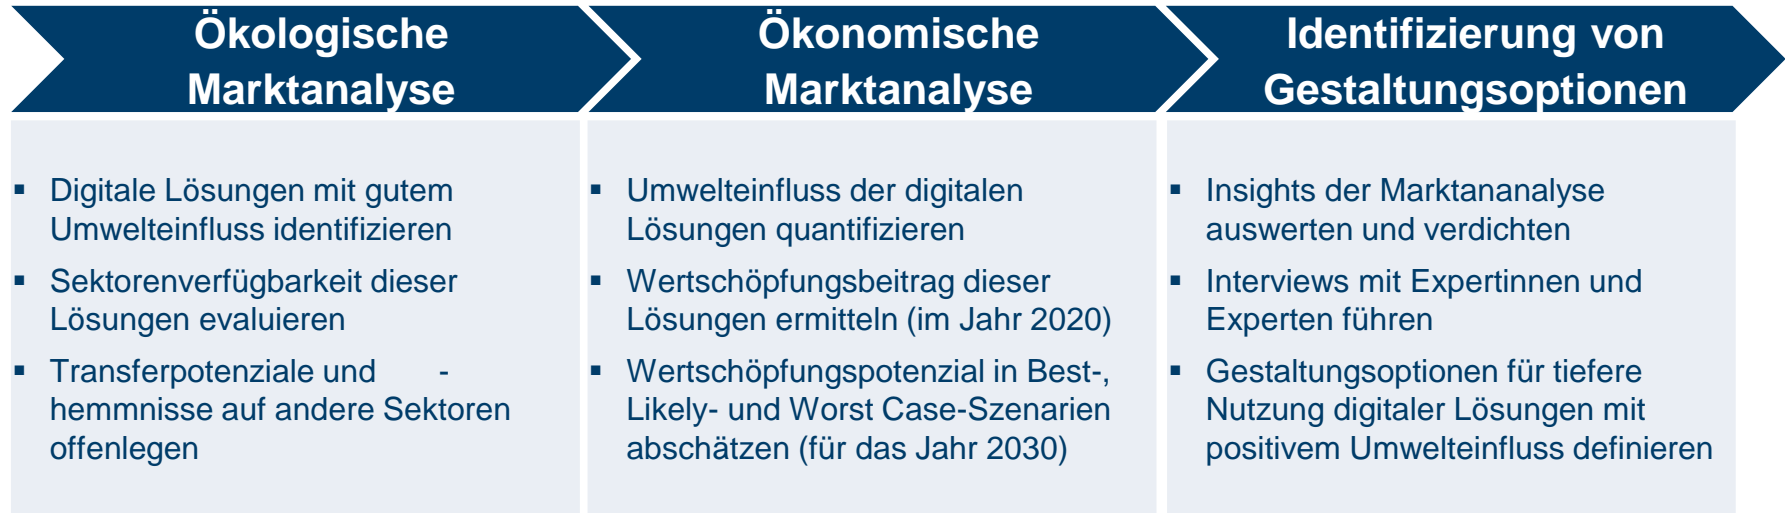 Ökologische
Marktanalyse
▪ Digitale Lösungen mit gutem
Umwelteinfluss identifizieren
▪ Sektorenverfügbarkeit dieser
Lösungen evaluieren
▪ Transferpotenziale und -
hemmnisse auf andere Sektoren
offenlegen
Ökonomische
Marktanalyse
▪ Umwelteinfluss der digitalen
Lösungen quantifizieren
▪ Wertschöpfungsbeitrag dieser
Lösungen ermitteln (im Jahr 2020)
▪ Wertschöpfungspotenzial in Best-,
Likely- und Worst Case-Szenarien
abschätzen (für das Jahr 2030)
Identifizierung von
Gestaltungsoptionen
▪ Insights der Marktananalyse
auswerten und verdichten
▪ Interviews mit Expertinnen und
Experten führen
▪ Gestaltungsoptionen für tiefere
Nutzung digitaler Lösungen mit
positivem Umwelteinfluss definieren